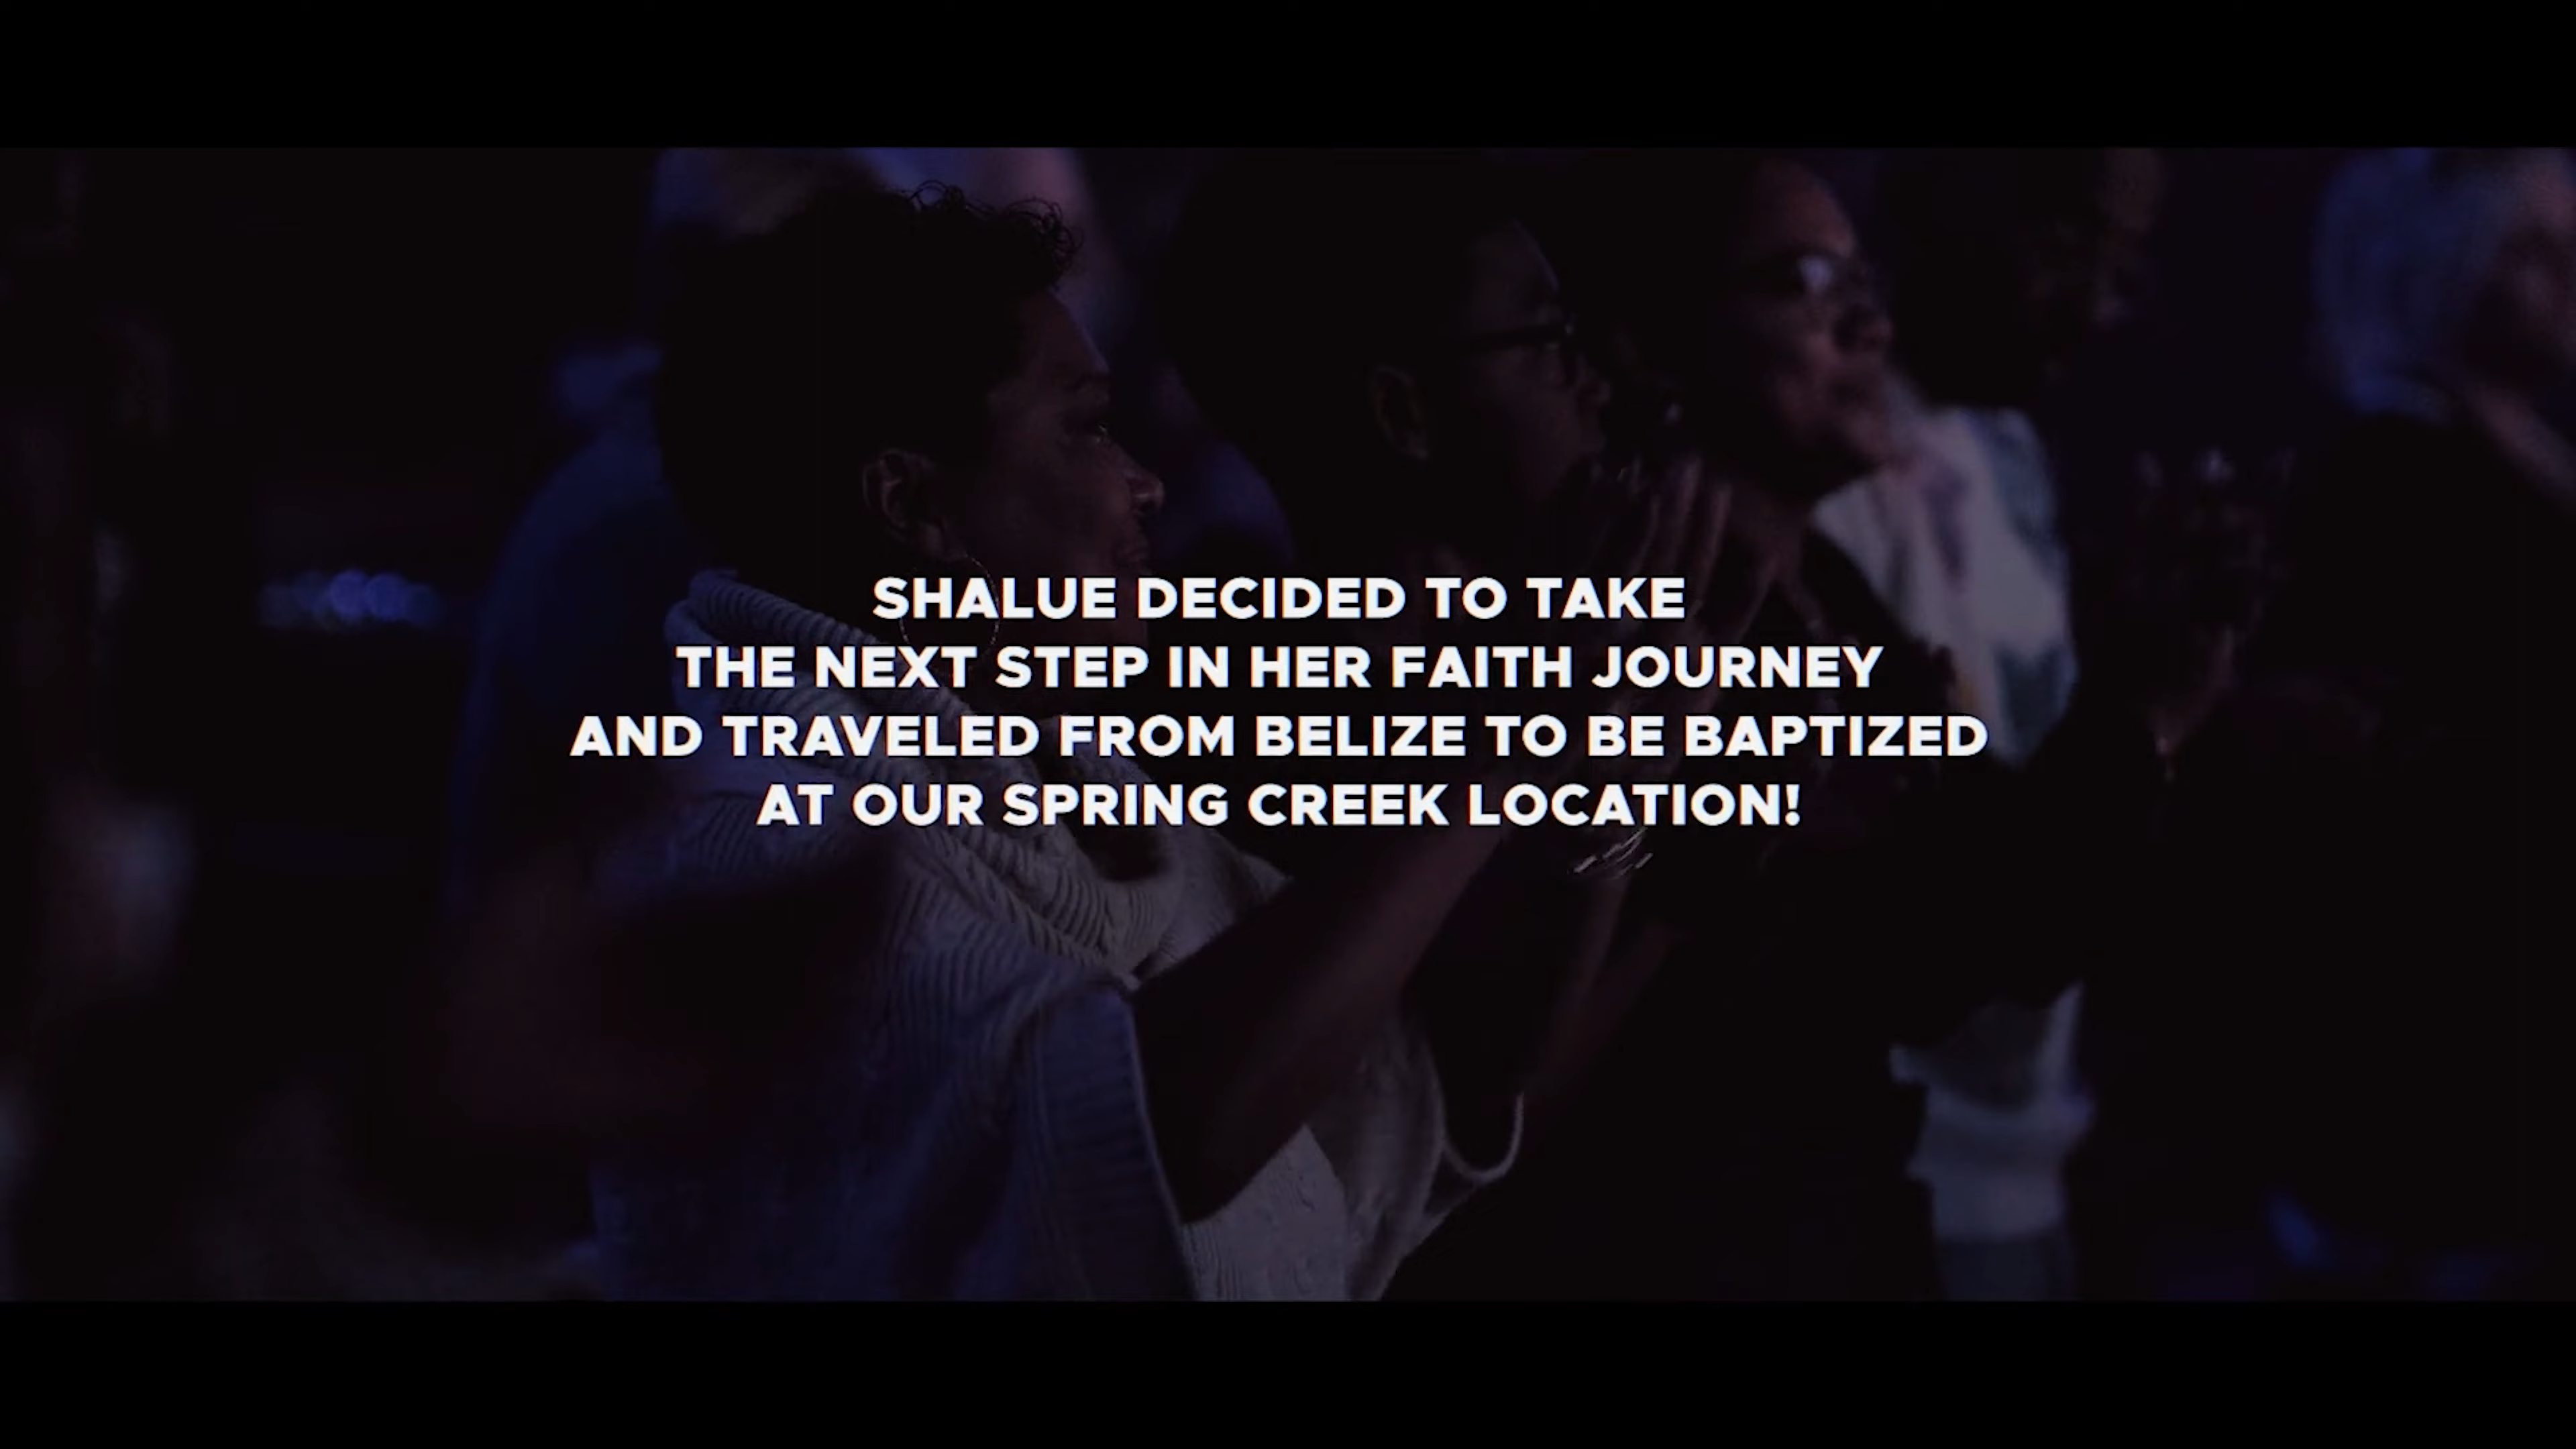 SHALUE DECIDED TO TAKE
THE NEXT STEP IN HER FAITH JOURNEY
AND TRAVELED FROM BELIZE TO BE BAPTIZED
AT OUR SPRING CREEK LOCATION!